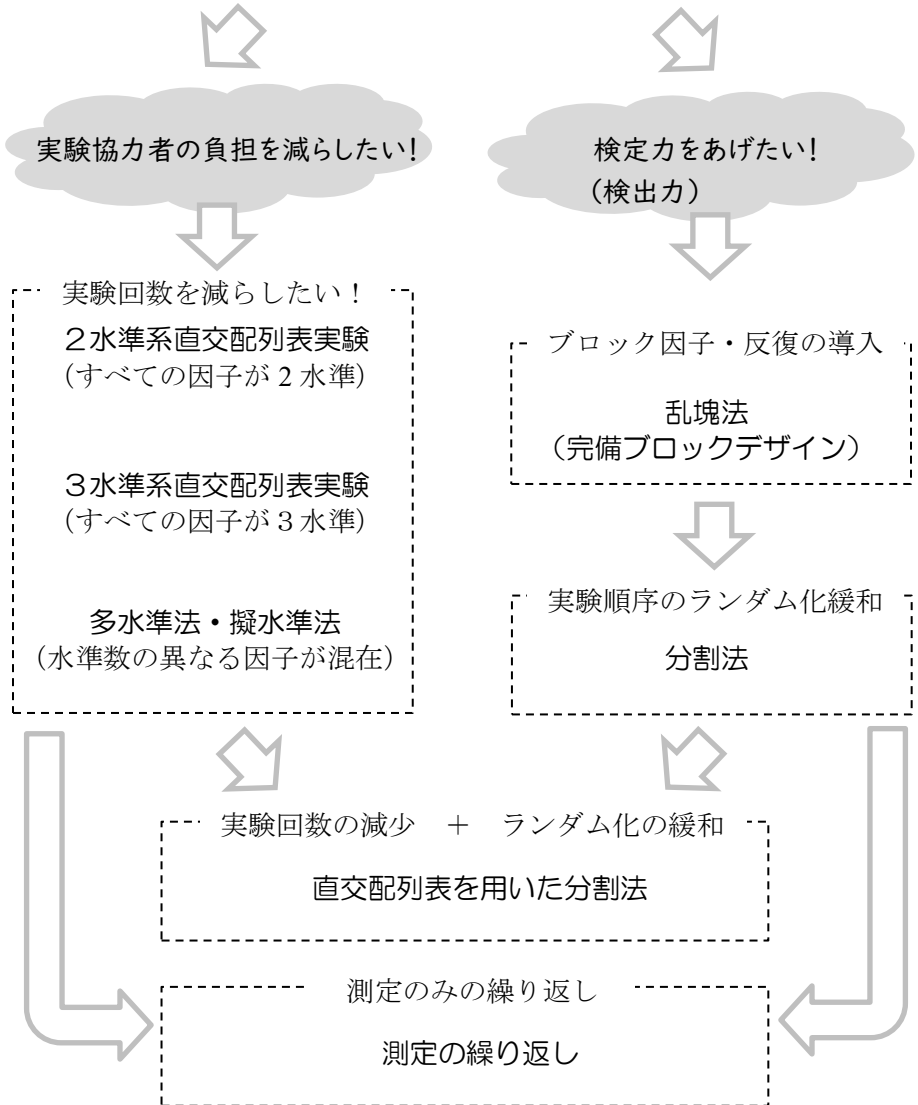 実験協力者の負担を減らしたい！
検定力をあげたい！
（検出力）
実験回数を減らしたい！
２水準系直交配列表実験
（すべての因子が２水準）
３水準系直交配列表実験
（すべての因子が３水準）
多水準法・擬水準法
（水準数の異なる因子が混在）
ブロック因子・反復の導入
乱塊法
（完備ブロックデザイン）
実験順序のランダム化緩和
分割法
実験回数の減少　＋　ランダム化の緩和
直交配列表を用いた分割法
測定のみの繰り返し
測定の繰り返し